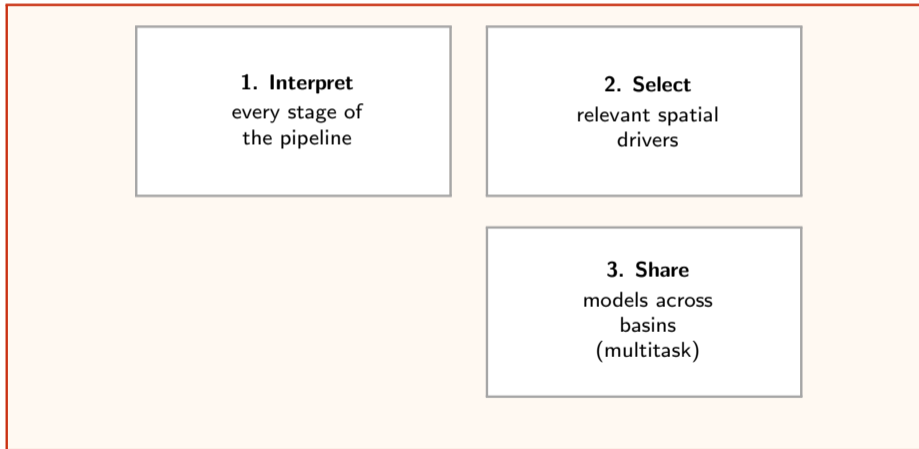 1. Interpret
every stage of
the pipeline
2. Select
relevant spatial
drivers
3. Share
models across
basins
(multitask)